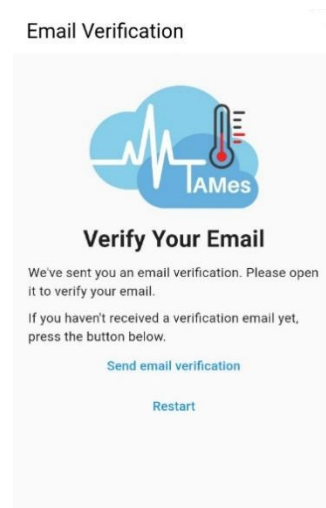 Email Verification
TAMes
Verify Your Email
We've sent you an email verification. Please open
it to verify your email.
If you haven't received a verification email yet,
press the button below.
Send email verification
Restart